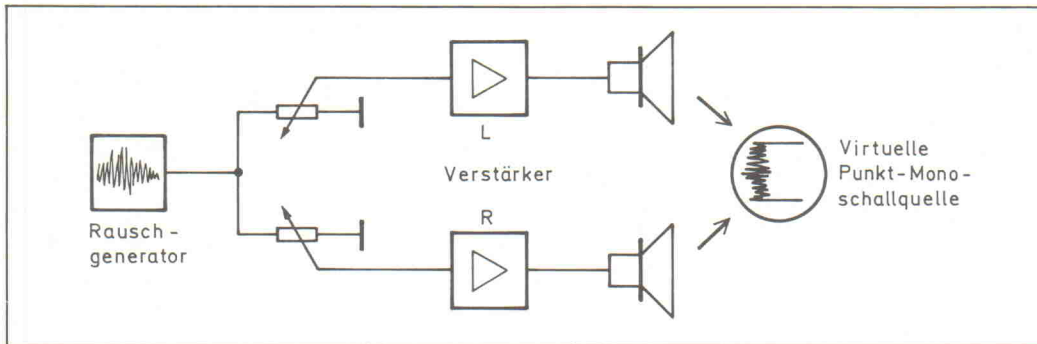 L
Verstärker
R
Rausch-
generator
Virtuelle
Punkt-Mono-
schallquelle